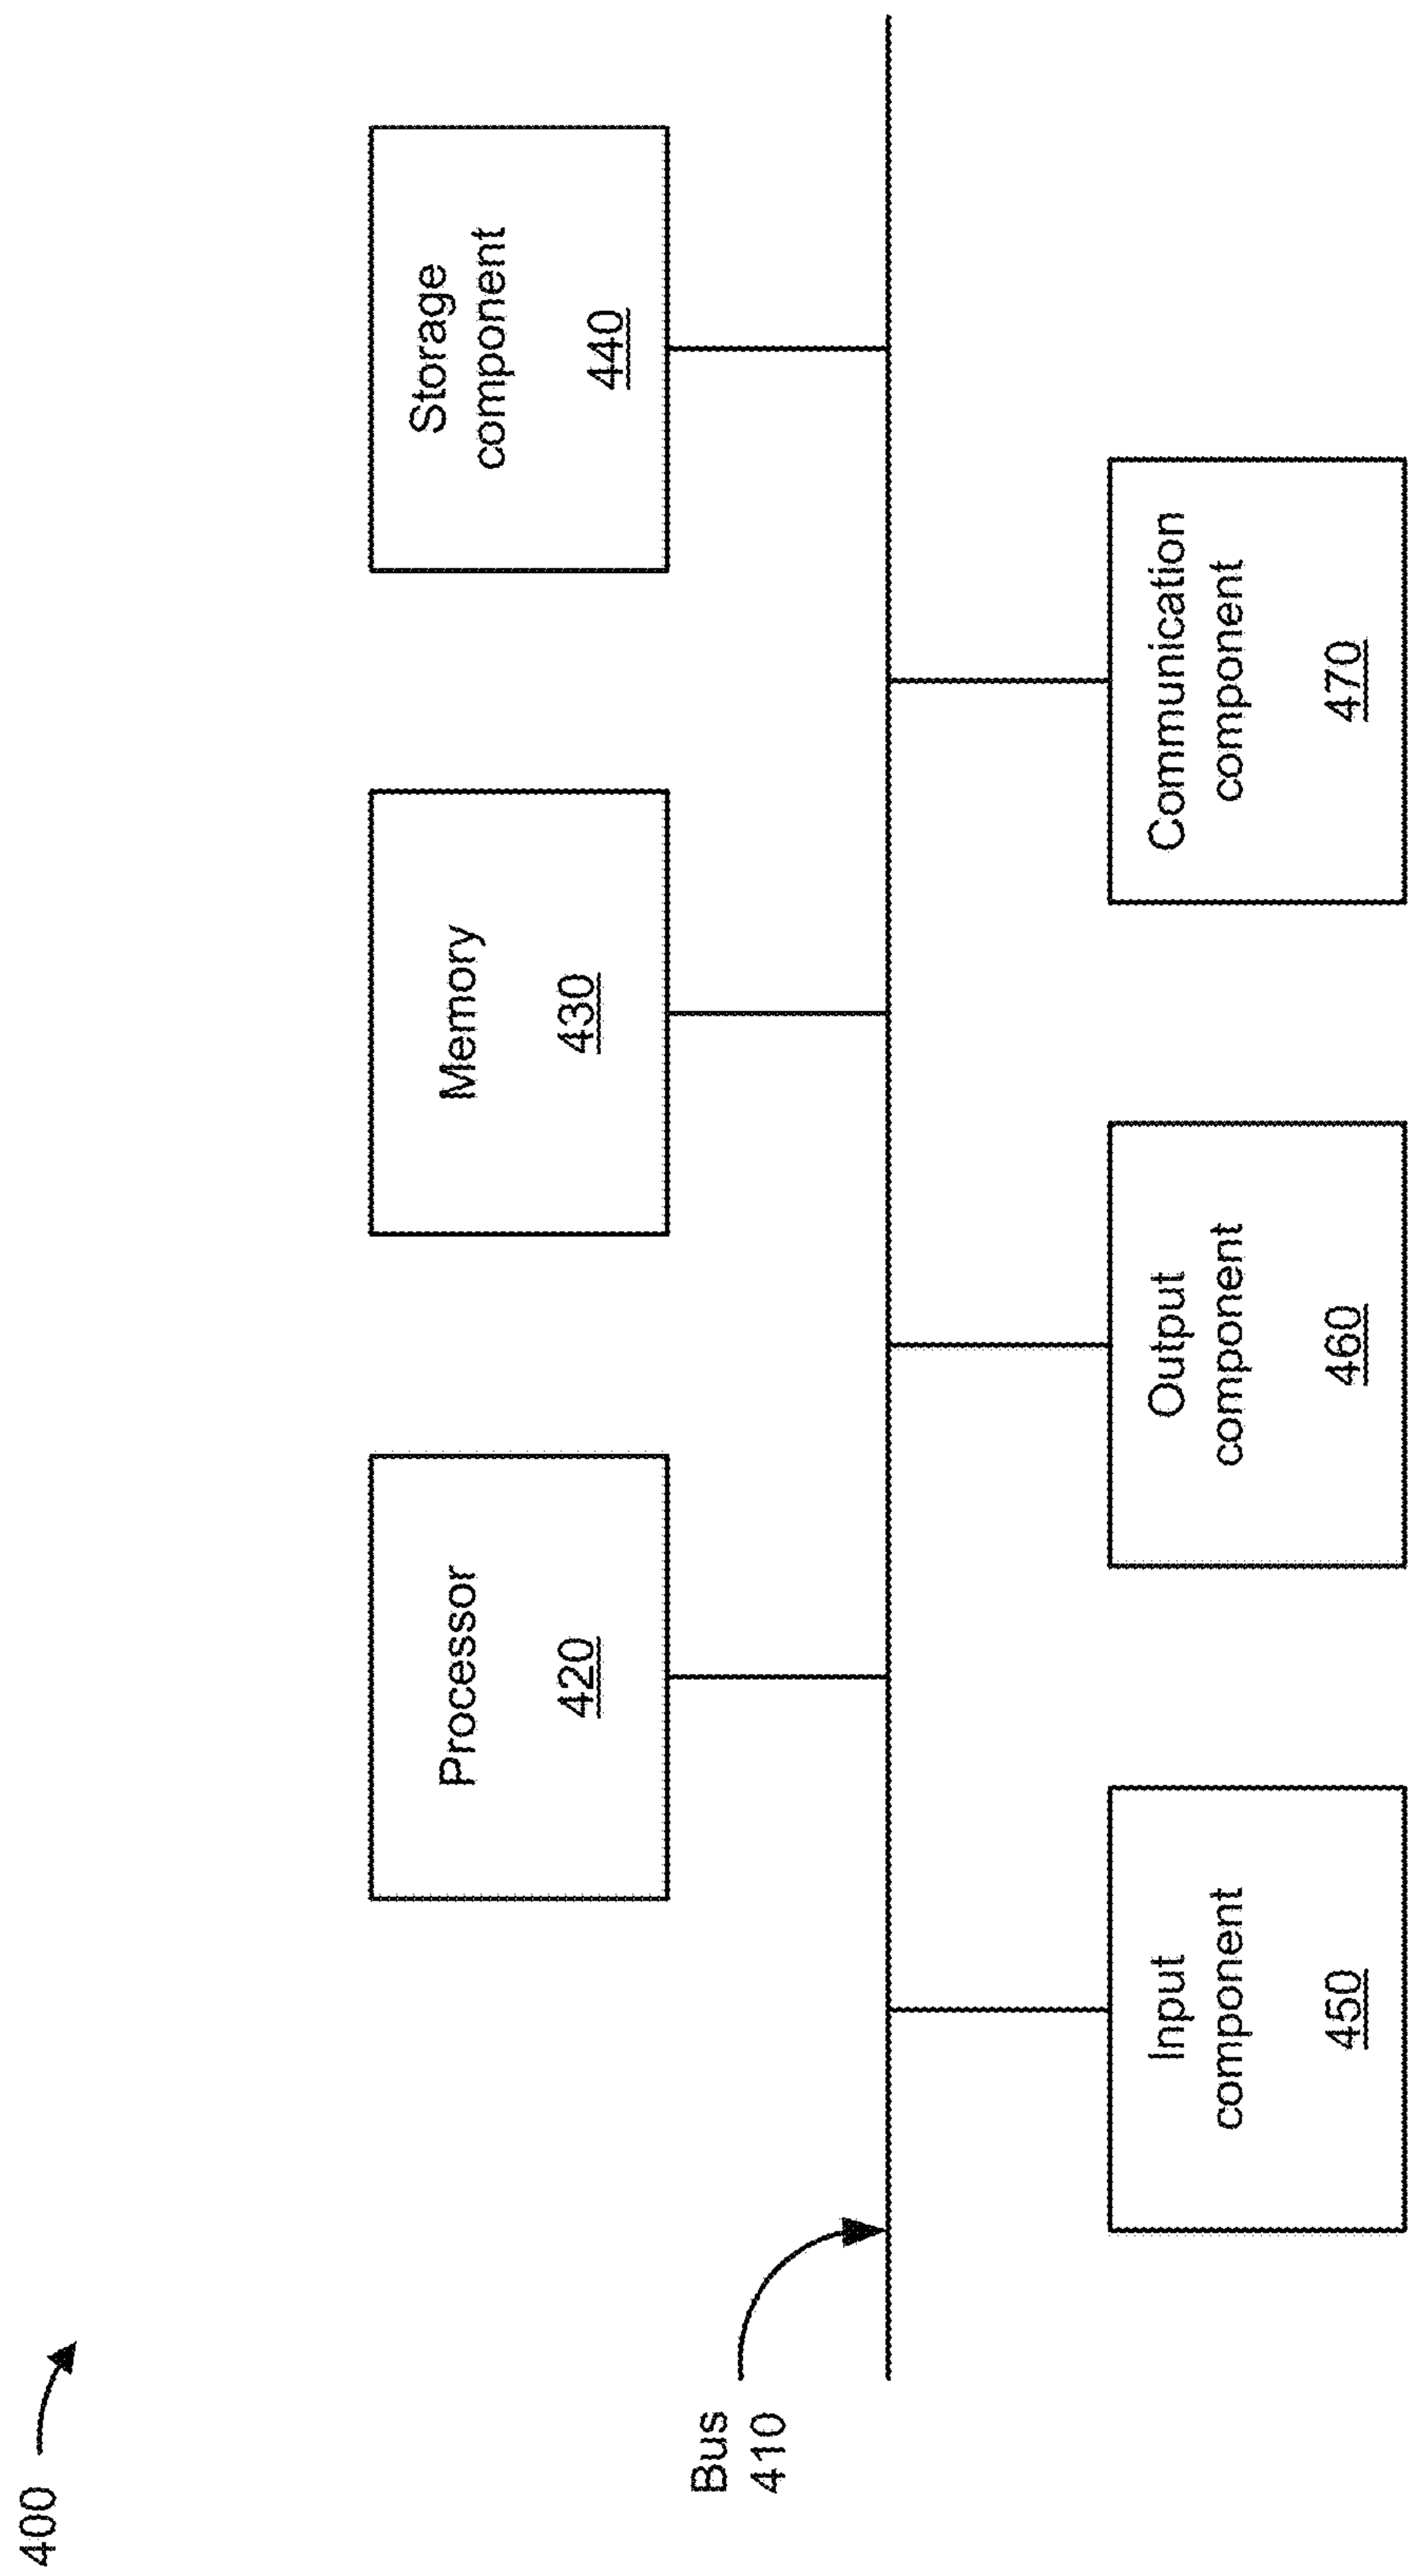 400
Processor
420
Memory
430
Storage
component
440
Bus
410
Input
component
450
Output
component
460
Communication
component
470